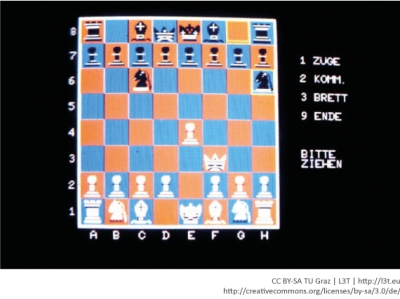 8
7
6
5
4
3
2
1
A B C D E F G H
1 ZUGE
2 KOMM.
3 BRETT
9 ENDE
BITTE
ZIEHEN
CC BY-SA TU Graz | L3T | http://l3t.eu
http://creativecommons.org/licenses/by-sa/3.0/de/